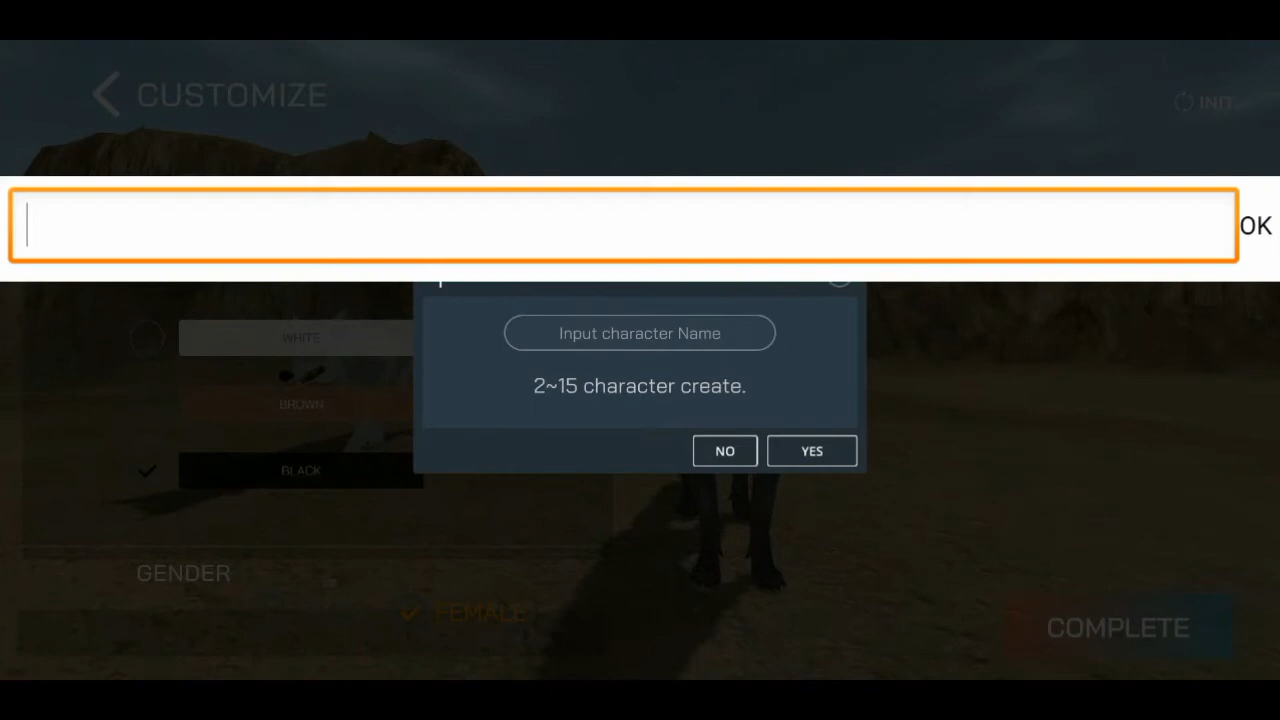 CUSTOMIZE
INIT
OK
Input character Name
2~15 character create.
NO
YES
WHITE
BROWN
BLACK
GENDER
FEMALE
COMPLETE